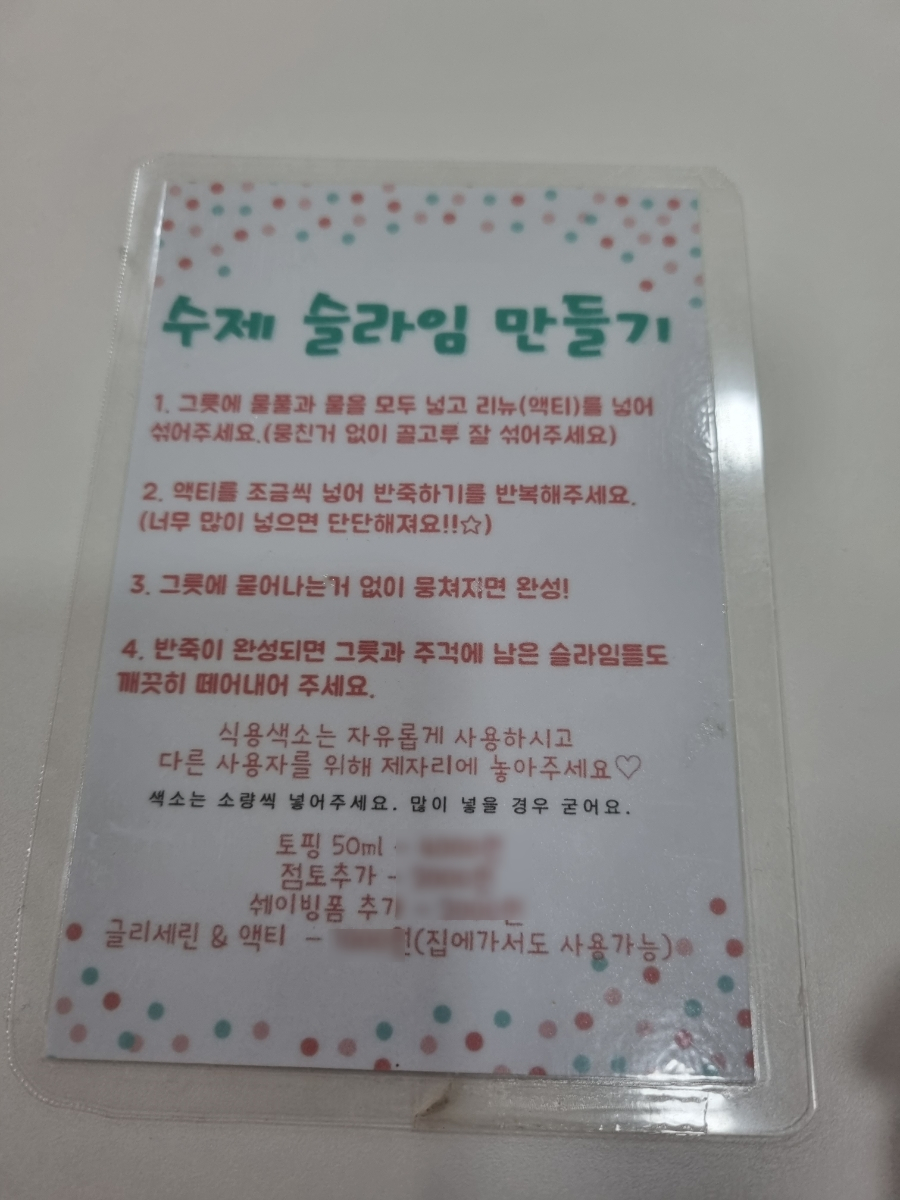 수제 슬라임 만들기
1. 그릇에 물풀과 물을 모두 넣고 리뉴(액티)를 넣어
섞어주세요.(뭉친거 없이 골고루 잘 섞어주세요)
2. 액티를 조금씩 넣어 반죽하기를 반복해주세요.
(너무 많이 넣으면 단단해져요!!☆)
3. 그릇에 묻어나는거 없이 뭉쳐지면 완성!
4. 반죽이 완성되면 그릇과 주걱에 남은 슬라임들도
깨끗히 떼어내어 주세요.
식용색소는 자유롭게 사용하시고
다른 사용자를 위해 제자리에 놓아주세요♡
색소는 소량씩 넣어주세요. 많이 넣을 경우 굳어요.
토핑 50ml -
점토추가 -
쉐이빙폼 추가 -
글리세린 & 액티 - (집에가서도 사용가능)